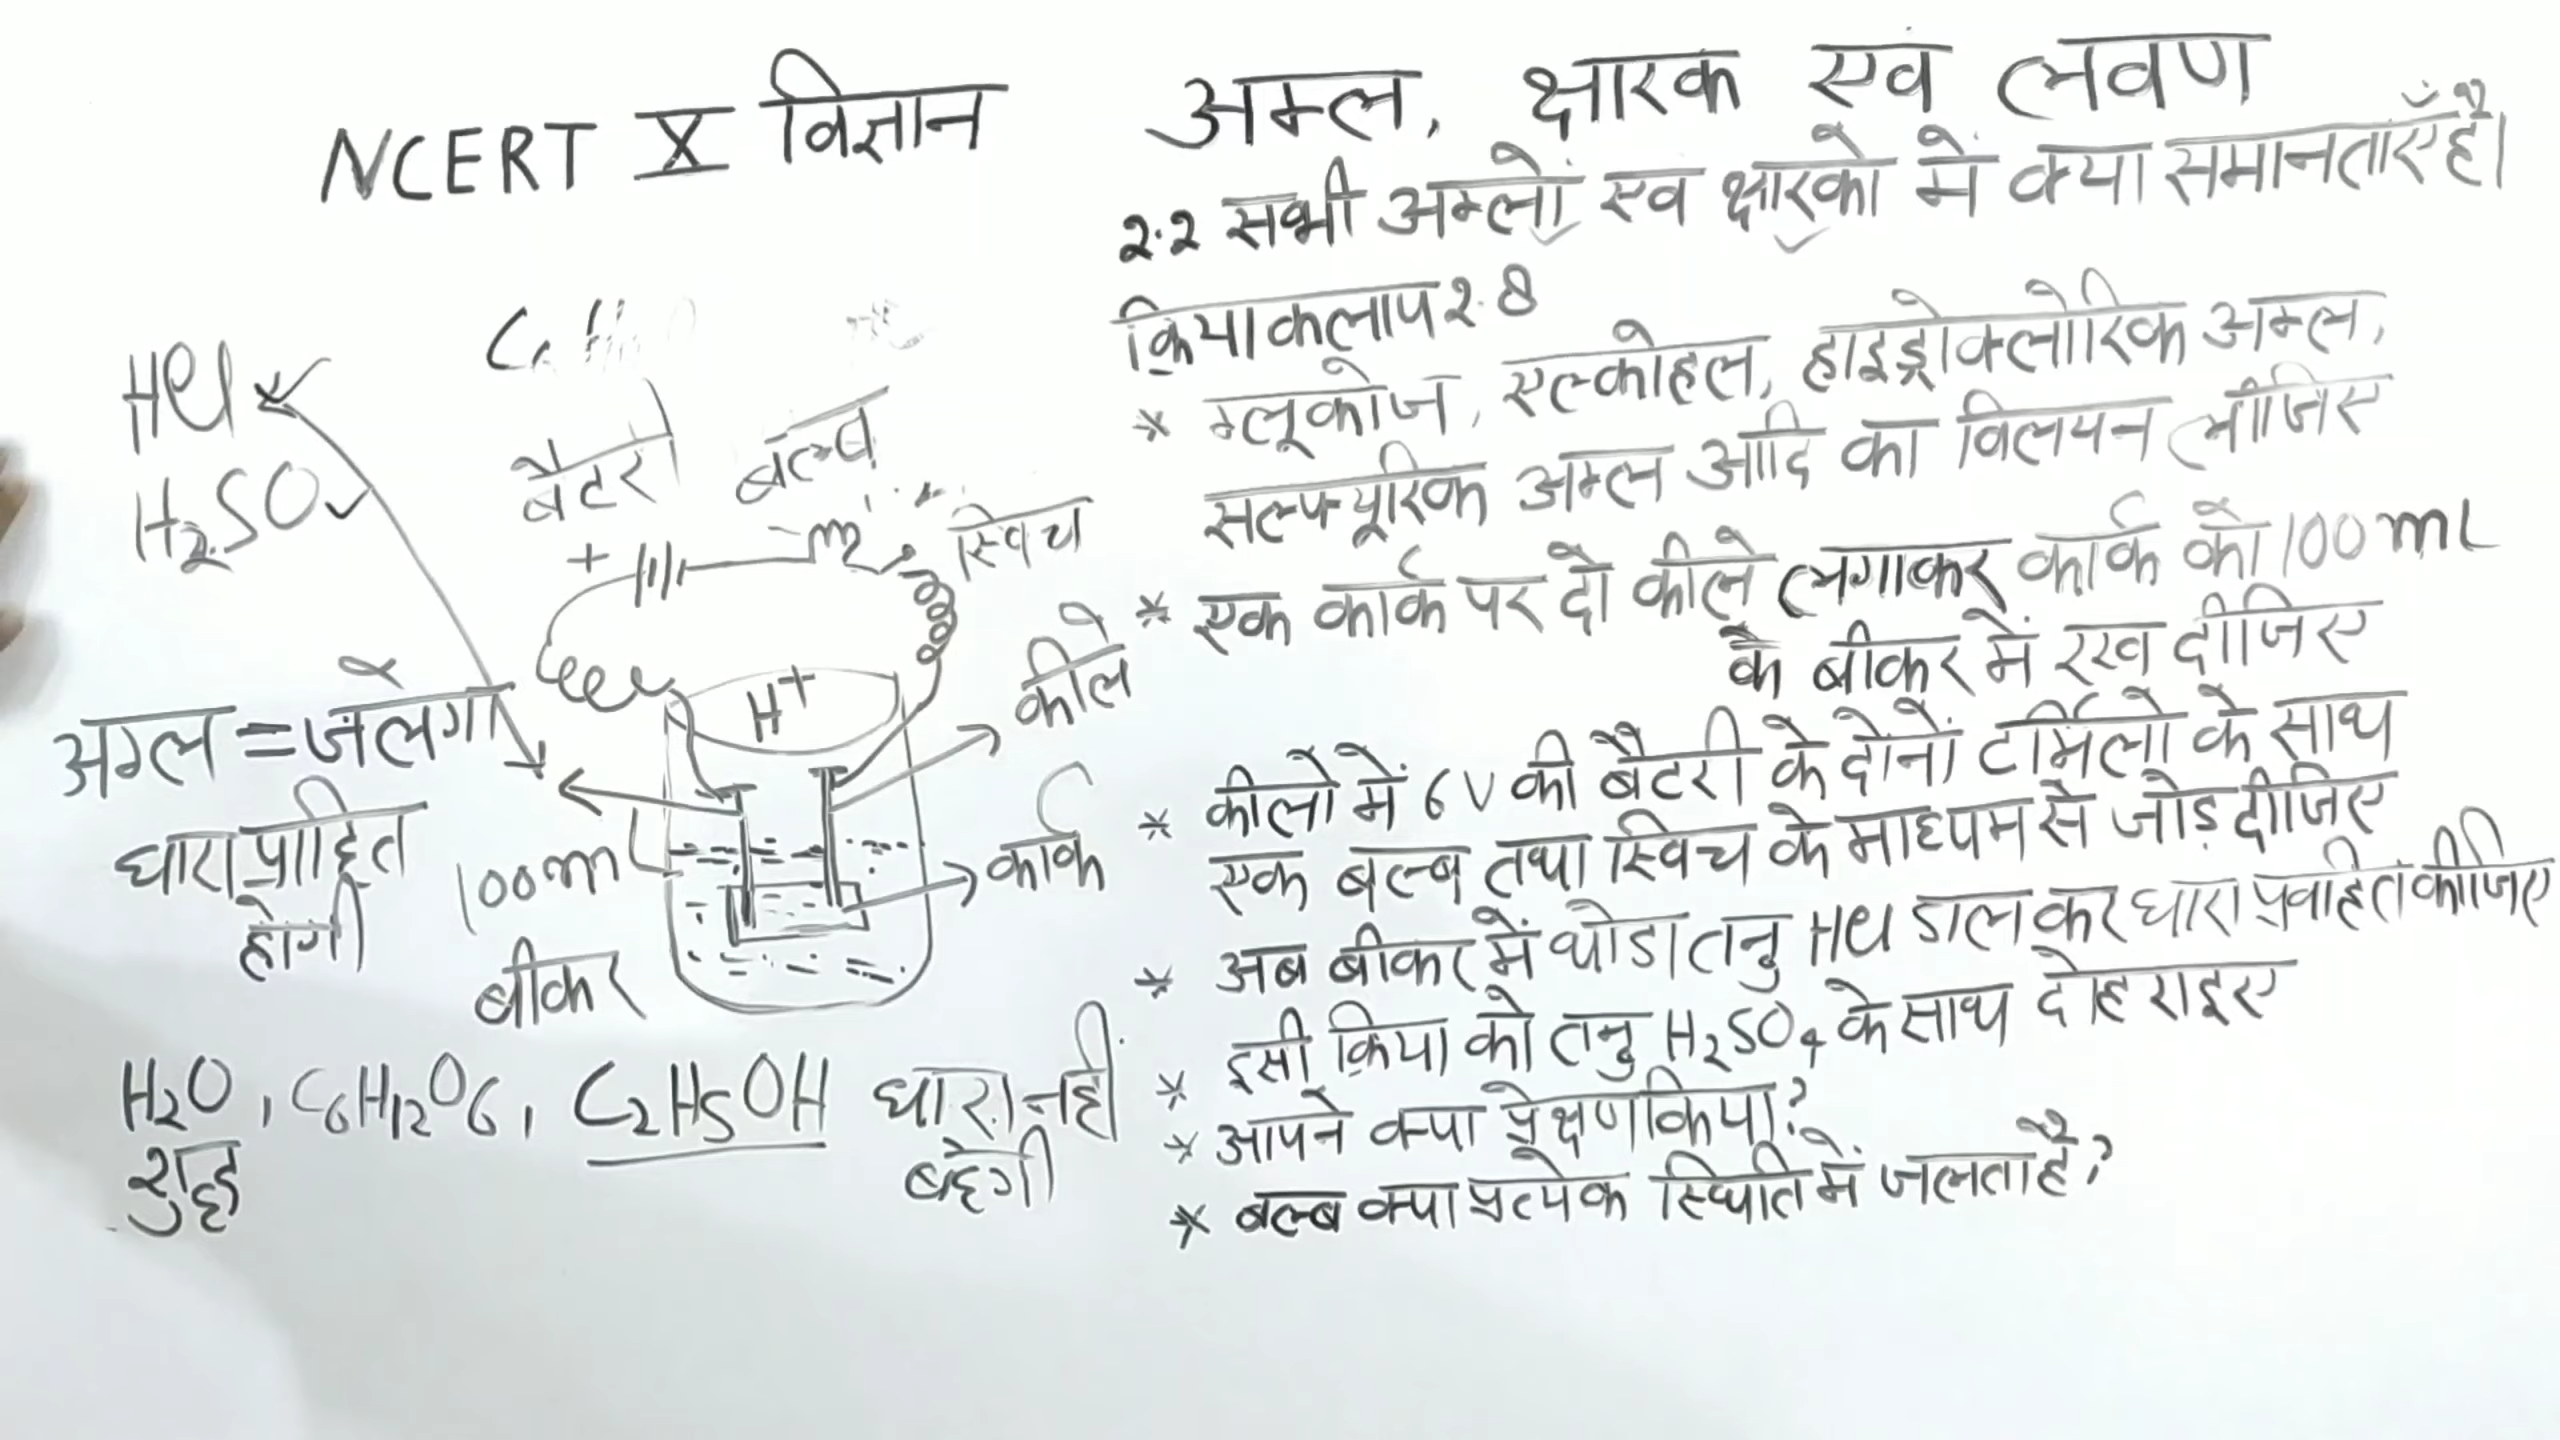 NCERT X विज्ञान
अम्ल, क्षारक एव लवण
2.2 सभी अम्लों एव क्षारको में क्या समानताएँ है।
क्रियाकलाप 2.8
* ग्लूकोज, एल्कोहल, हाइड्रोक्लोरिक अम्ल,
सल्फ्यूरिक अम्ल आदि का विलयन लीजिए
* एक कार्क पर दो कीले लगाकर कार्क को 100 mL
के बीकर में रख दीजिए
* कीलो में 6V की बैटरी के दोनों टर्मिलो के साथ
एक बल्ब तथा स्विच के माध्यम से जोड़ दीजिए
* अब बीकर में थोडा तनु HCl डालकर धारा प्रवाहित कीजिए
* इसी क्रिया को तनु H₂SO₄ के साथ दोहराइए
* आपने क्या प्रेक्षण किया?
* बल्ब क्या प्रत्येक स्थिति में जलता है?
HCl
H₂SO
बैटरी
बल्ब
+
स्विच
H⁺
कीले
कार्क
100 m
बीकर
अम्ल = जलेगा
धारा प्राहित
होगी
H₂O, C₆H₁₂O₆, C₂H₅OH धारा नही
शुद्ध
बहेगी